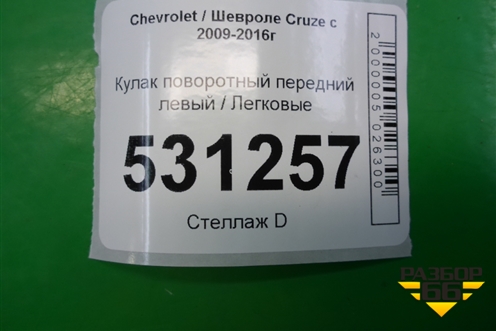 Chevrolet / Шевроле Cruze с
2009-2016г
Кулак поворотный передний
левый / Легковые
531257
Стеллаж D
2000005026300
РАЗБОР
66